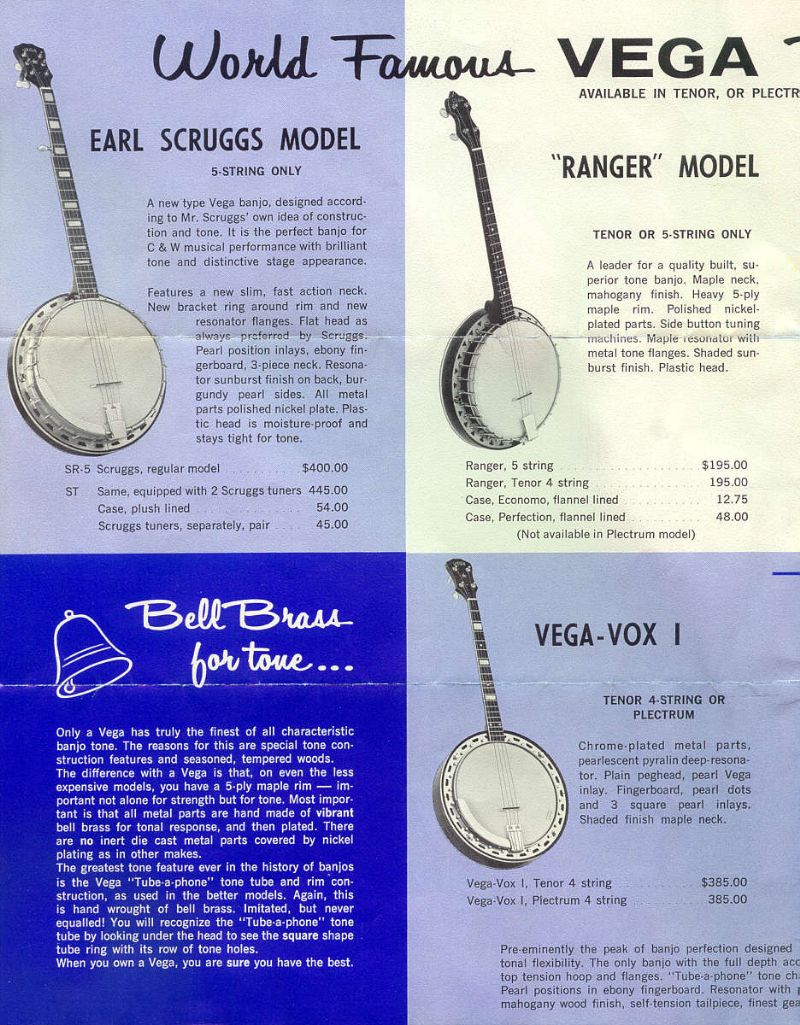 World Famous VEGA
AVAILABLE IN TENOR, OR PLECTR
EARL SCRUGGS MODEL
5-STRING ONLY
A new type Vega banjo, designed accord-
ing to Mr. Scruggs' own idea of construc-
tion and tone. It is the perfect banjo for
C & W musical performance with brilliant
tone and distinctive stage appearance.
Features a new slim, fast action neck.
New bracket ring around rim and new
resonator flanges. Flat head as
always preferred by Scruggs.
Pearl position inlays, ebony fin-
gerboard, 3-piece neck. Resona-
tor sunburst finish on back, bur-
gundy pearl sides. All metal
parts polished nickel plate. Plas-
tic head is moisture-proof and
stays tight for tone.
SR-5 Scruggs, regular model ........ $400.00
ST Same, equipped with 2 Scruggs tuners 445.00
Case, plush lined ........ 54.00
Scruggs tuners, separately, pair .... 45.00
"RANGER" MODEL
TENOR OR 5-STRING ONLY
A leader for a quality built, su-
perior tone banjo. Maple neck,
mahogany finish. Heavy 5-ply
maple rim. Polished nickel-
plated parts. Side button tuning
machines. Maple resonator with
metal tone flanges. Shaded sun-
burst finish. Plastic head.
Ranger, 5 string ........ $195.00
Ranger, Tenor 4 string ........ 195.00
Case, Economo, flannel lined ........ 12.75
Case, Perfection, flannel lined ........ 48.00
(Not available in Plectrum model)
Bell Brass
for tone...
Only a Vega has truly the finest of all characteristic
banjo tone. The reasons for this are special tone con-
struction features and seasoned, tempered woods.
The difference with a Vega is that, on even the less
expensive models, you have a 5-ply maple rim — im-
portant not alone for strength but for tone. Most impor-
tant is that all metal parts are hand made of vibrant
bell brass for tonal response, and then plated. There
are no inert die cast metal parts covered by nickel
plating as in other makes.
The greatest tone feature ever in the history of banjos
is the Vega "Tube-a-phone" tone tube and rim con-
struction, as used in the better models. Again, this
is hand wrought of bell brass. Imitated, but never
equalled! You will recognize the "Tube-a-phone" tone
tube by looking under the head to see the square shape
tube ring with its row of tone holes.
When you own a Vega, you are sure you have the best.
VEGA-VOX I
TENOR 4-STRING OR
PLECTRUM
Chrome-plated metal parts,
pearlescent pyralin deep-resona-
tor. Plain peghead, pearl Vega
inlay. Fingerboard, pearl dots
and 3 square pearl inlays.
Shaded finish maple neck.
Vega-Vox I, Tenor 4 string ........ $385.00
Vega-Vox I, Plectrum 4 string ........ 385.00
Pre-eminently the peak of banjo perfection designed
tonal flexibility. The only banjo with the full depth acc
top tension hoop and flanges. "Tube-a-phone" tone ch
Pearl positions in ebony fingerboard. Resonator with
mahogany wood finish, self-tension tailpiece, finest gea